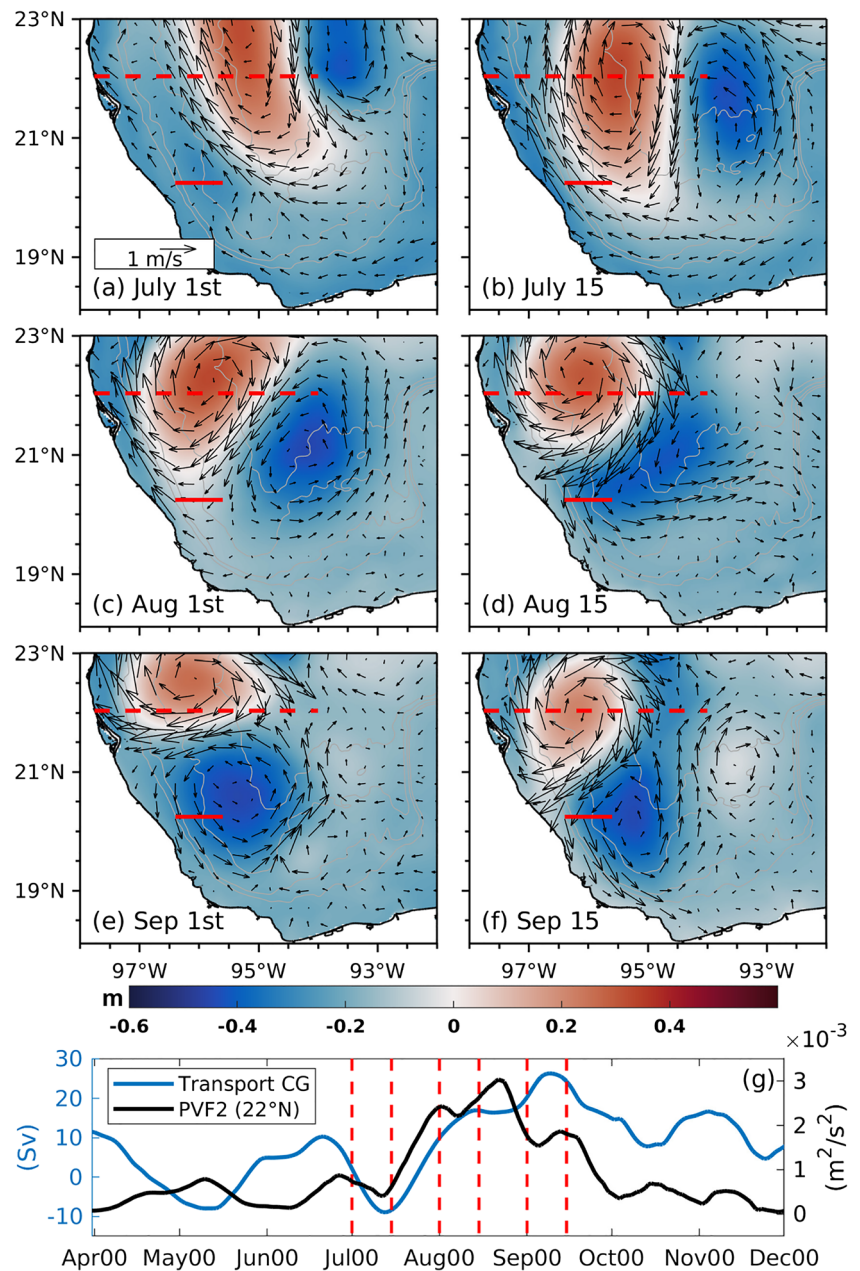 23°N
21°N
19°N
1 m/s
(a) July 1st
(b) July 15
23°N
21°N
19°N
(c) Aug 1st
(d) Aug 15
23°N
21°N
19°N
(e) Sep 1st
(f) Sep 15
97°W 95°W 93°W 97°W 95°W 93°W
m
-0.6 -0.4 -0.2 0 0.2 0.4
×10⁻³
30
20
10
0
-10
(Sv)
Transport CG
PVF2 (22°N)
(g)
3
2
1
0
(m²/s²)
Apr00 May00 Jun00 Jul00 Aug00 Sep00 Oct00 Nov00 Dec00